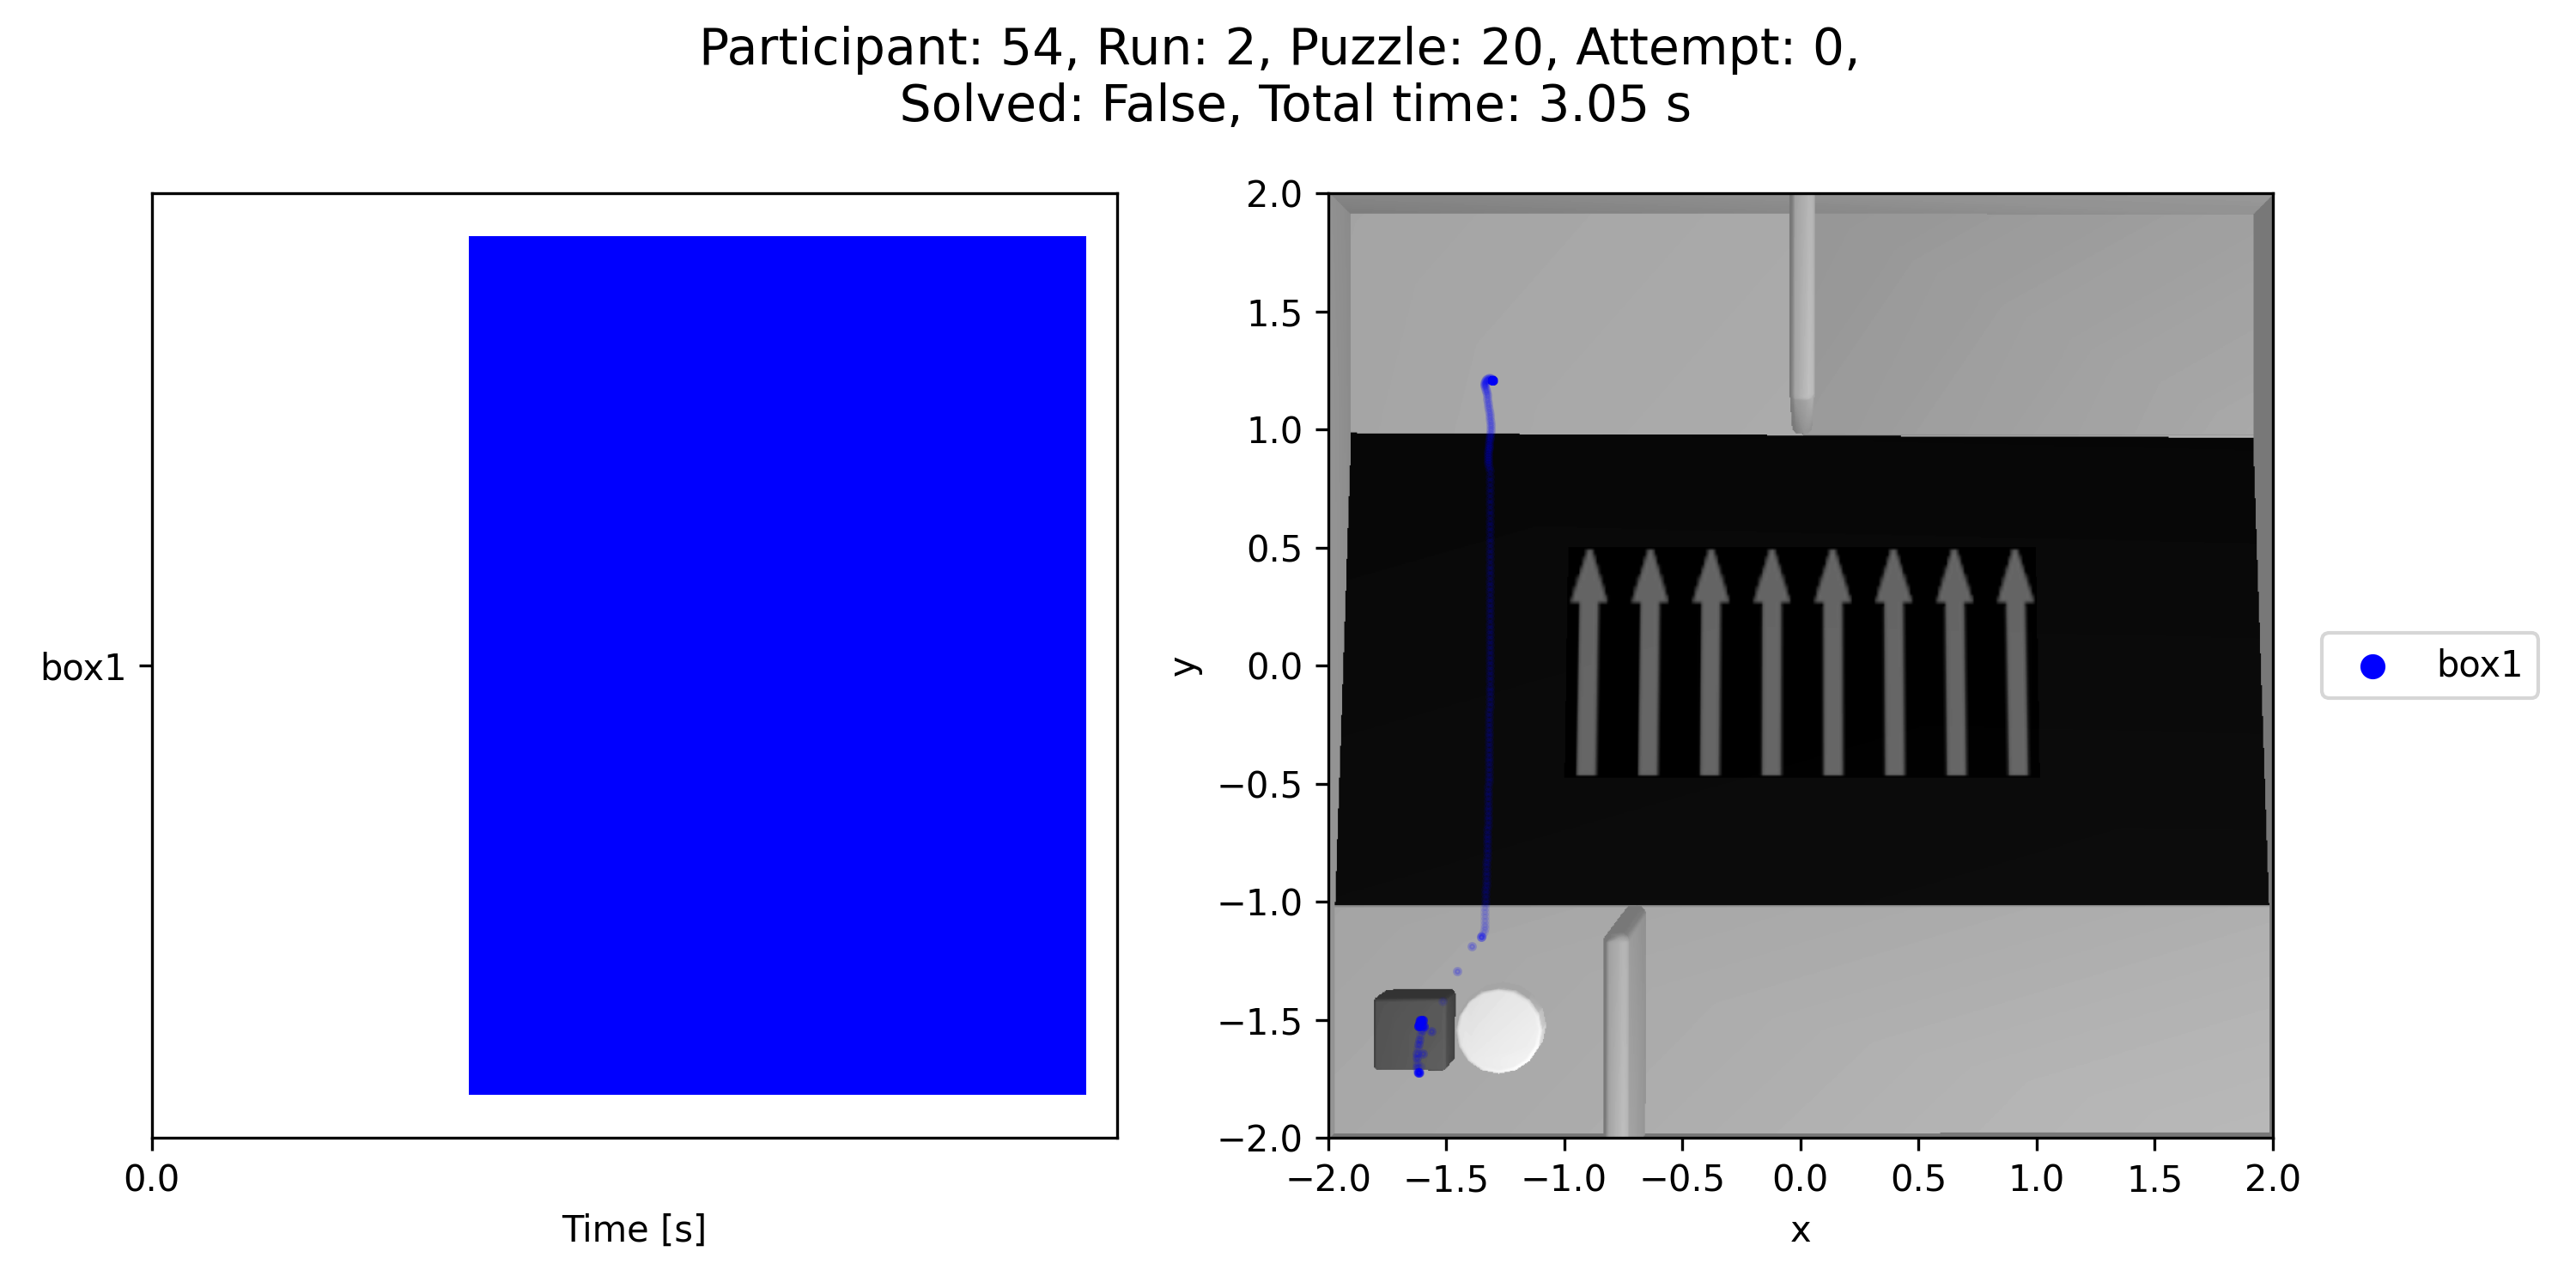 Participant: 54, Run: 2, Puzzle: 20, Attempt: 0,
Solved: False, Total time: 3.05 s
box1
0.0
Time [s]
2.0
1.5
1.0
0.5
0.0
−0.5
−1.0
−1.5
−2.0
y
−2.0 −1.5 −1.0 −0.5 0.0 0.5 1.0 1.5 2.0
x
box1